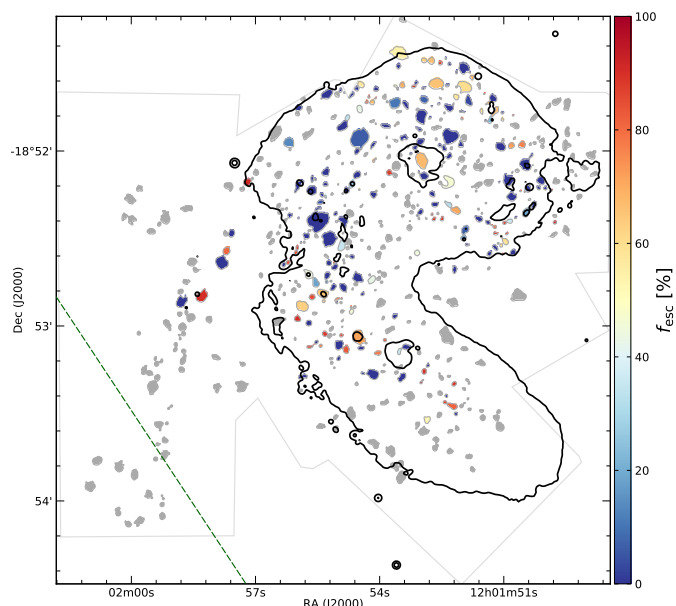 100
80
60
40
20
0
f_esc [%]
-18°52'
53'
54'
Dec (J2000)
02m00s
57s
54s
12h01m51s
RA (J2000)